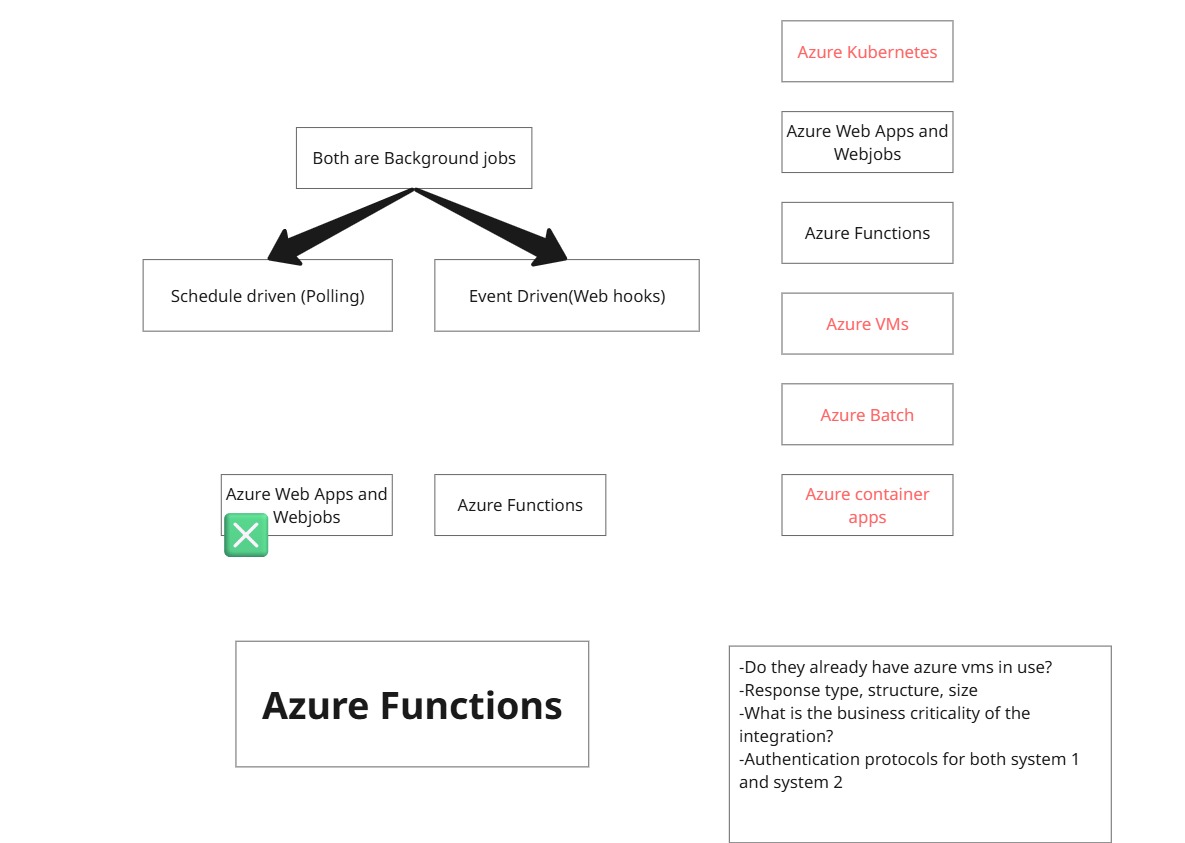 Azure Kubernetes
Azure Web Apps and
Webjobs
Both are Background jobs
Azure Functions
Schedule driven (Polling)
Event Driven(Web hooks)
Azure VMs
Azure Batch
Azure Web Apps and
Webjobs
Azure Functions
Azure container
apps
Azure Functions
-Do they already have azure vms in use?
-Response type, structure, size
-What is the business criticality of the
integration?
-Authentication protocols for both system 1
and system 2